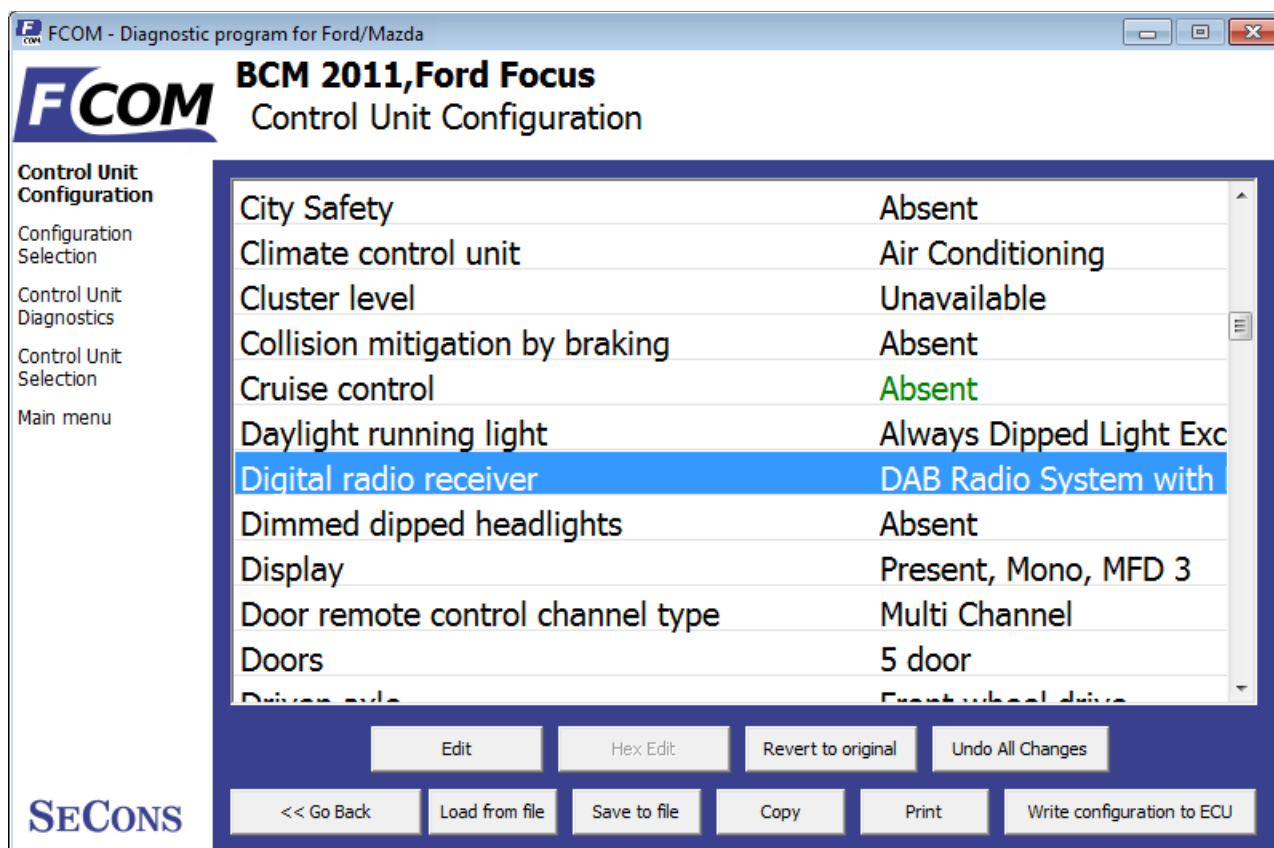 FCOM - Diagnostic program for Ford/Mazda
FCOM
BCM 2011,Ford Focus
Control Unit Configuration
Control Unit
Configuration
Configuration
Selection
Control Unit
Diagnostics
Control Unit
Selection
Main menu
City Safety Absent
Climate control unit Air Conditioning
Cluster level Unavailable
Collision mitigation by braking Absent
Cruise control Absent
Daylight running light Always Dipped Light Exc
Digital radio receiver DAB Radio System with
Dimmed dipped headlights Absent
Display Present, Mono, MFD 3
Door remote control channel type Multi Channel
Doors 5 door
Driven axle Front wheel drive
Edit Hex Edit Revert to original Undo All Changes
<< Go Back Load from file Save to file Copy Print Write configuration to ECU
SECONS